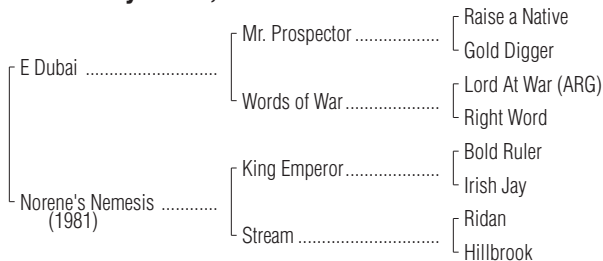 Raise a Native
Mr. Prospector ..................
Gold Digger
E Dubai ............................
Lord At War (ARG)
Words of War....................
Right Word
Bold Ruler
King Emperor....................
Irish Jay
Norene's Nemesis ............
(1981)
Ridan
Stream ..............................
Hillbrook